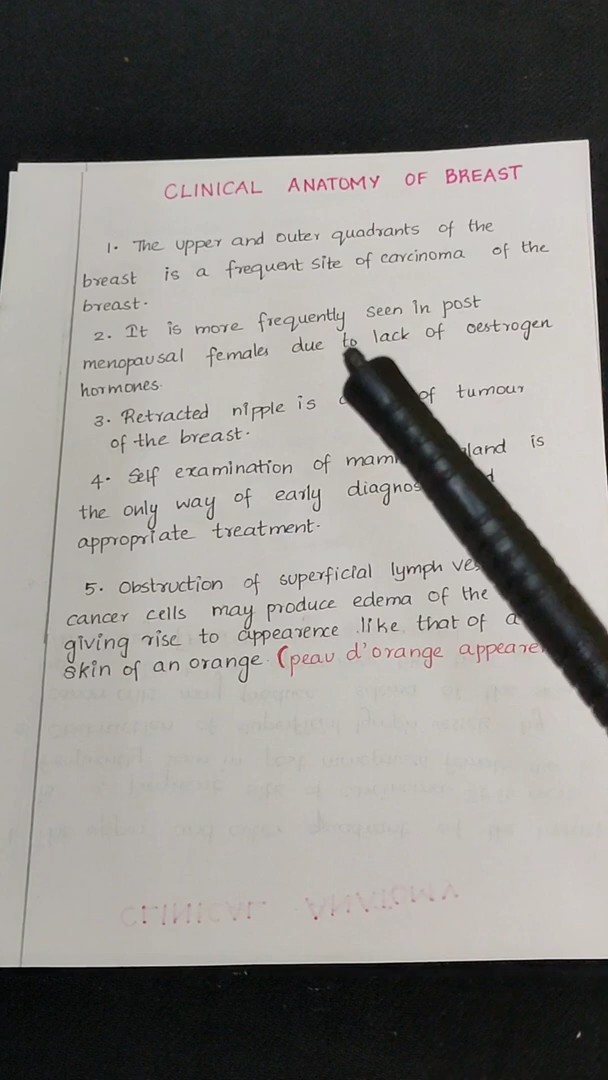 CLINICAL ANATOMY OF BREAST
1. The upper and outer quadrants of the
breast is a frequent site of carcinoma of the
breast.
2. It is more frequently seen in post
menopausal females due to lack of oestrogen
hormones.
3. Retracted nipple is of tumour
of the breast.
4. Self examination of is
the only way of early
appropriate treatment.
5. Obstruction of superficial lymph
cancer cells may produce edema of the
giving rise to appearence like that of a
skin of an orange (peau d'orange
CLINICAL ANATOMY